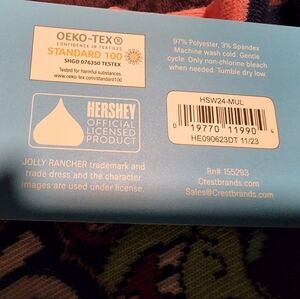 OEKO-TEX®
CONFIDENCE IN TEXTILES
STANDARD 100
SHGO 076350 TESTEX
Tested for harmful substances.
www.oeko-tex.com/standard100
97% Polyester, 3% Spandex
Machine wash cold. Gentle
cycle. Only non-chlorine bleach
when needed. Tumble dry low.
HERSHEY
OFFICIAL
LICENSED
PRODUCT
HSW24-MUL
0 19770 11990 4
HE090623DT 11/23
JOLLY RANCHER trademark and
trade dress and the character
images are used under license.
Rn# 155293
Crestbrands.com
Sales@Crestbrands.com